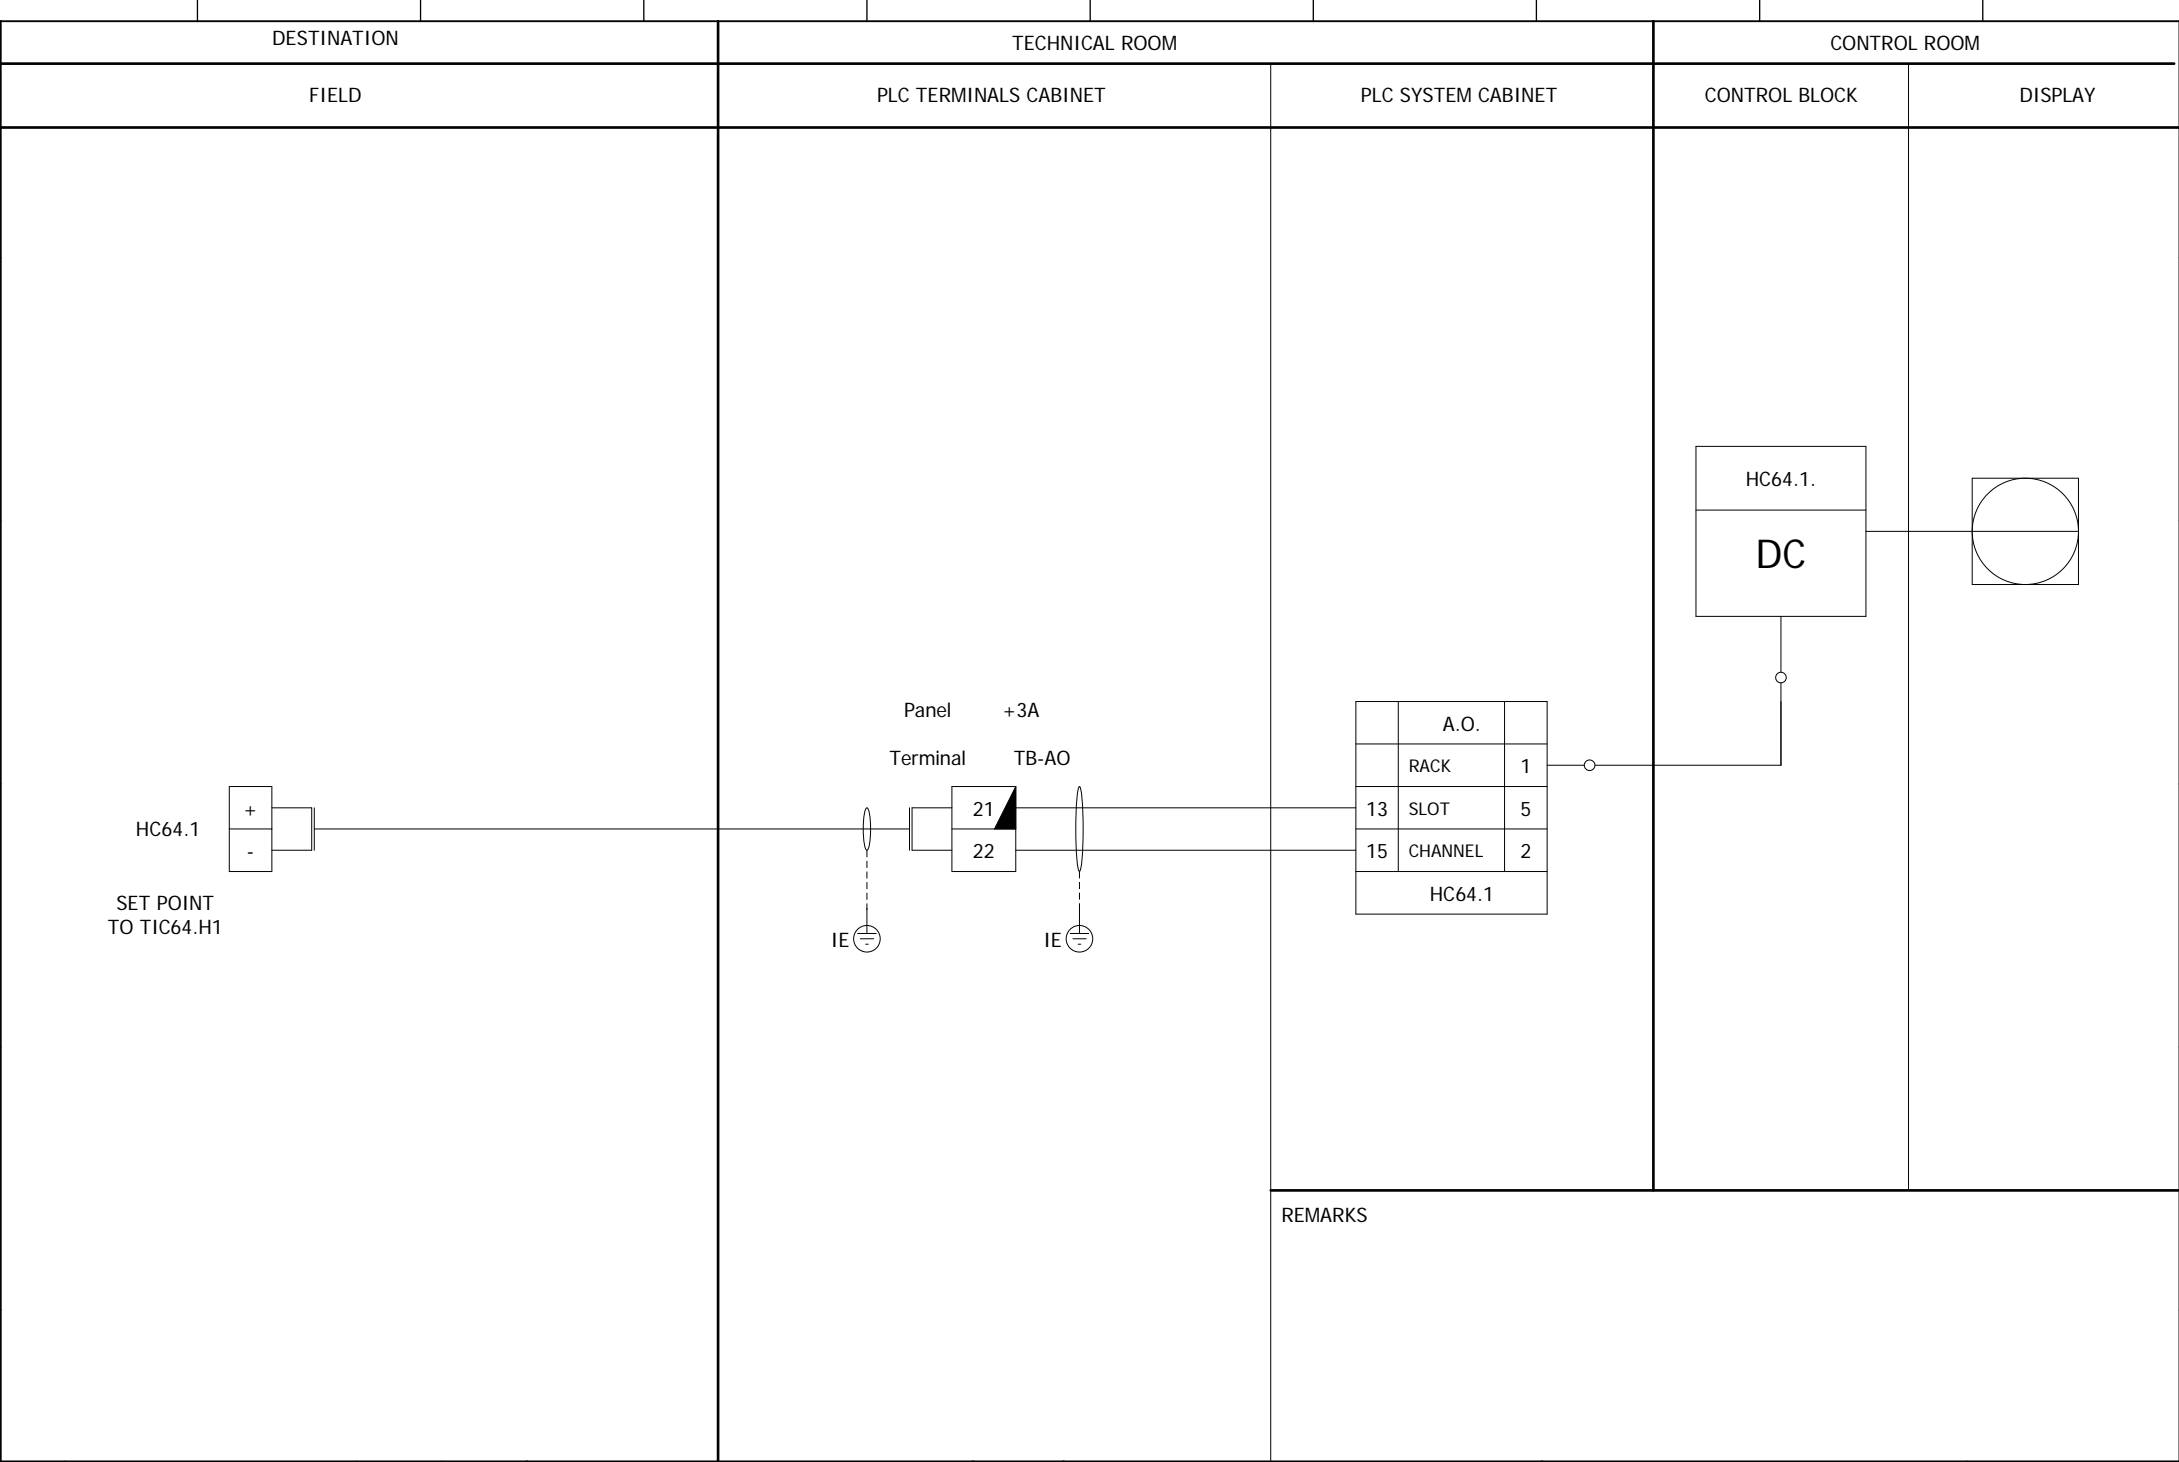 DESTINATION
TECHNICAL ROOM
CONTROL ROOM
FIELD
PLC TERMINALS CABINET
PLC SYSTEM CABINET
CONTROL BLOCK
DISPLAY
HC64.1.
DC
Panel +3A
Terminal TB-AO
A.O.
RACK 1
13 SLOT 5
15 CHANNEL 2
HC64.1
HC64.1
+
-
21
22
SET POINT
TO TIC64.H1
IE
IE
REMARKS